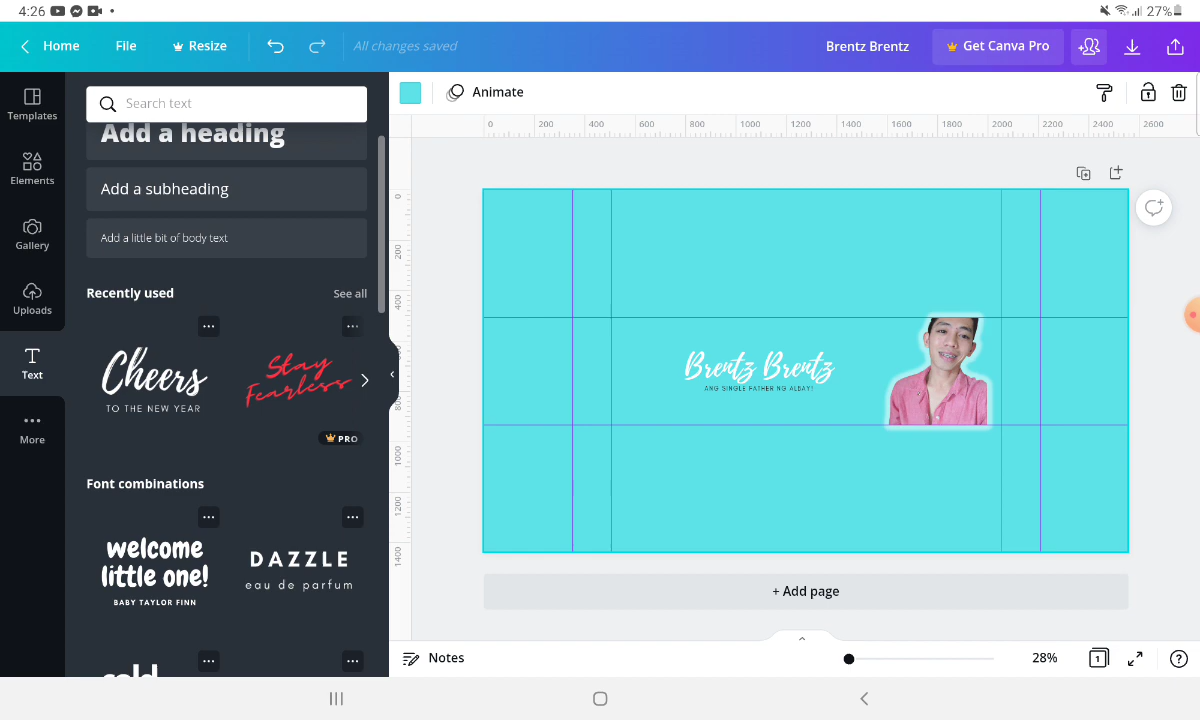 4:26
27%
Home
File
Resize
All changes saved
Brentz Brentz
Get Canva Pro
Templates
Elements
Gallery
Uploads
Text
More
Search text
Add a heading
Add a subheading
Add a little bit of body text
Recently used
See all
Cheers
TO THE NEW YEAR
Stay
Fearless
PRO
Font combinations
welcome
little one!
BABY TAYLOR FINN
DAZZLE
eau de parfum
Animate
0 200 400 600 800 1000 1200 1400 1600 1800 2000 2200 2400 2600
0
200
400
800
1000
1200
1400
Brentz Brentz
ANG SINGLE FATHER NG ALBAY!
+ Add page
Notes
28%
1